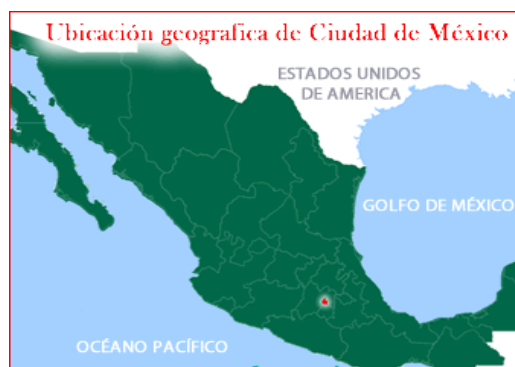 Ubicación geografica de Ciudad de México
ESTADOS UNIDOS
DE AMERICA
GOLFO DE MÉXICO
OCÉANO PACÍFICO